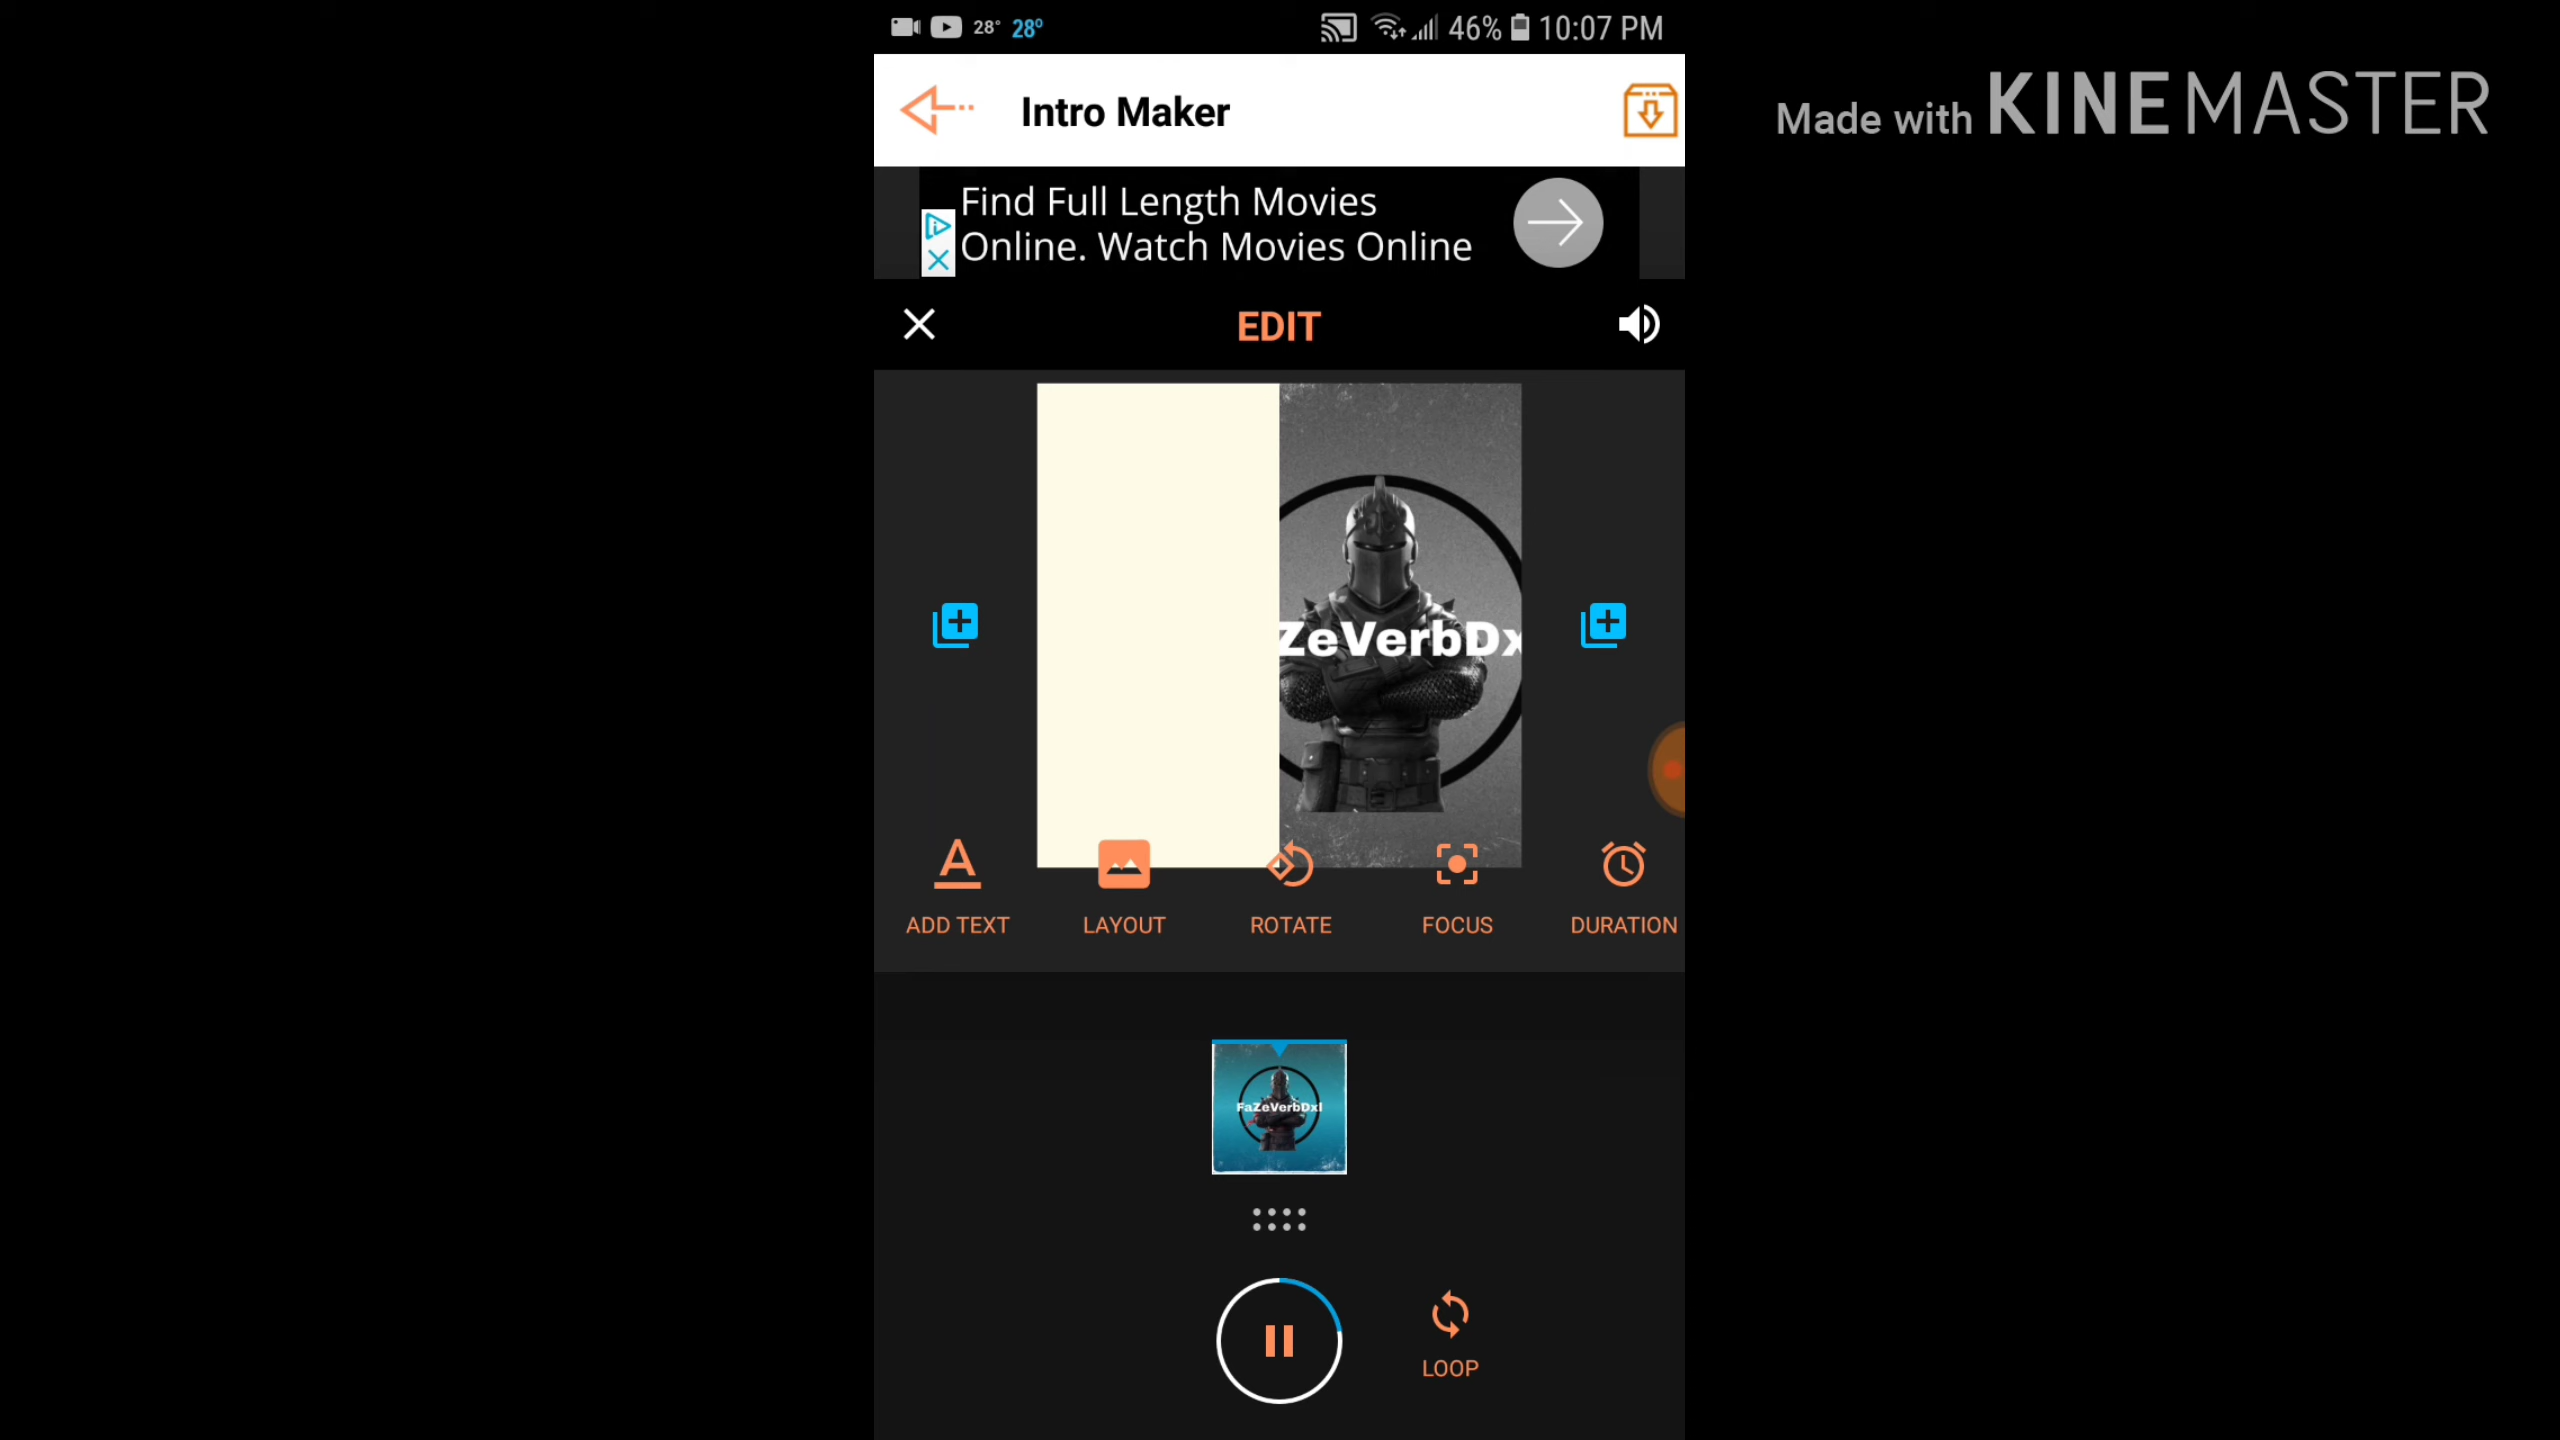 28° 28° 46% 10:07 PM
Made with KINEMASTER
Intro Maker
Find Full Length Movies
Online. Watch Movies Online
EDIT
ZeVerbDx
ADD TEXT LAYOUT ROTATE FOCUS DURATION
FaZeVerbDxl
LOOP